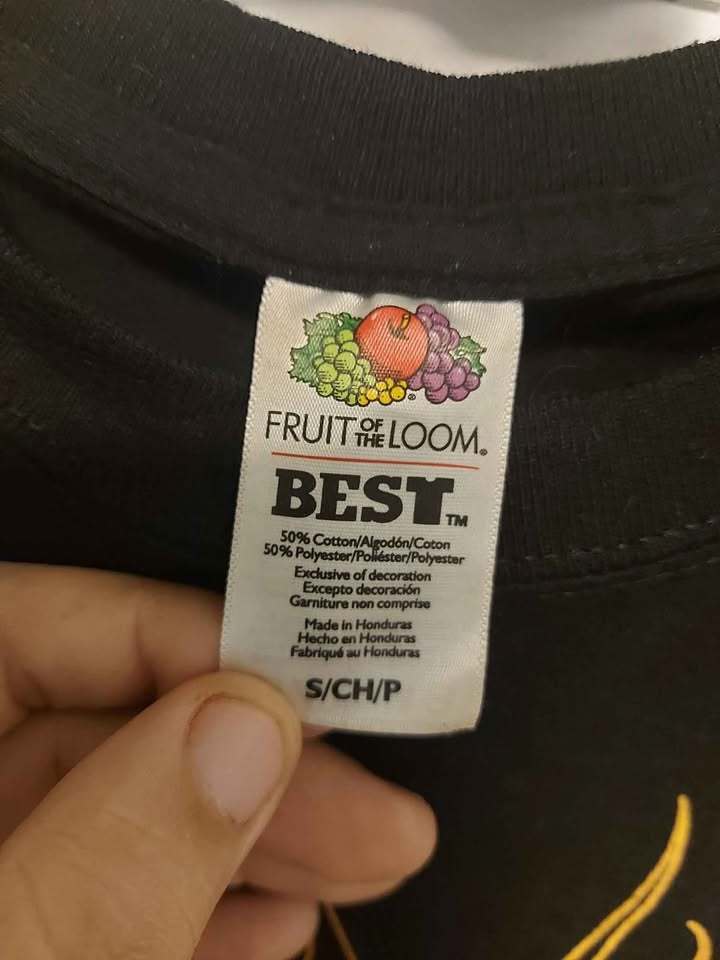 FRUIT OF THE LOOM®
BEST™
50% Cotton/Algodón/Coton
50% Polyester/Poliéster/Polyester
Exclusive of decoration
Excepto decoración
Garniture non comprise
Made in Honduras
Hecho en Honduras
Fabriqué au Honduras
S/CH/P